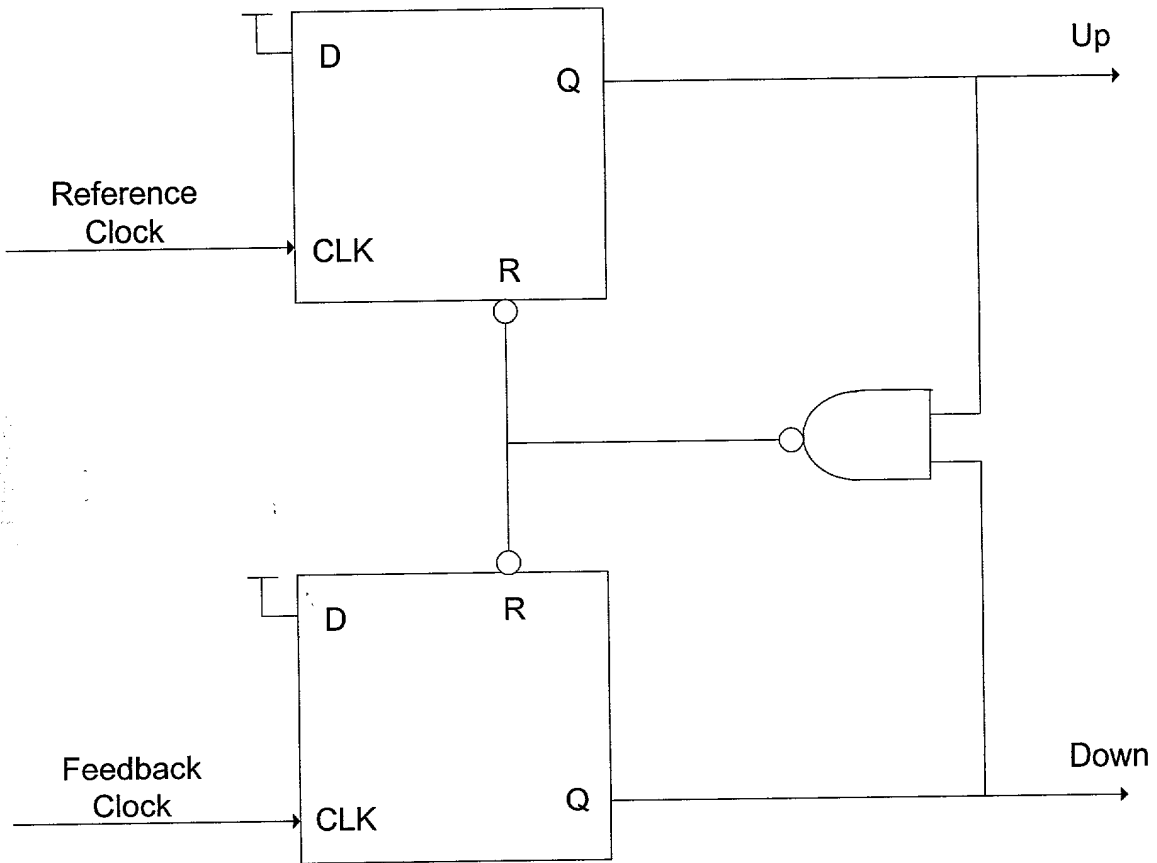 Up
D
Q
Reference
Clock
CLK
R
D
R
Feedback
Clock
CLK
Q
Down